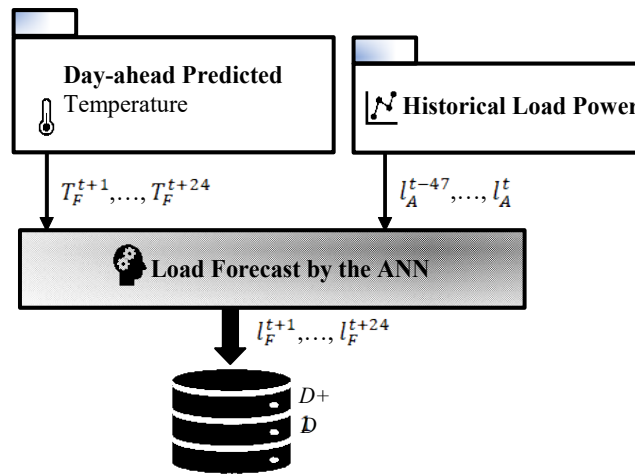 Day-ahead Predicted
Temperature
Historical Load Power
T_F^{t+1},..., T_F^{t+24}
l_A^{t-47},..., l_A^t
Load Forecast by the ANN
l_F^{t+1},..., l_F^{t+24}
D+